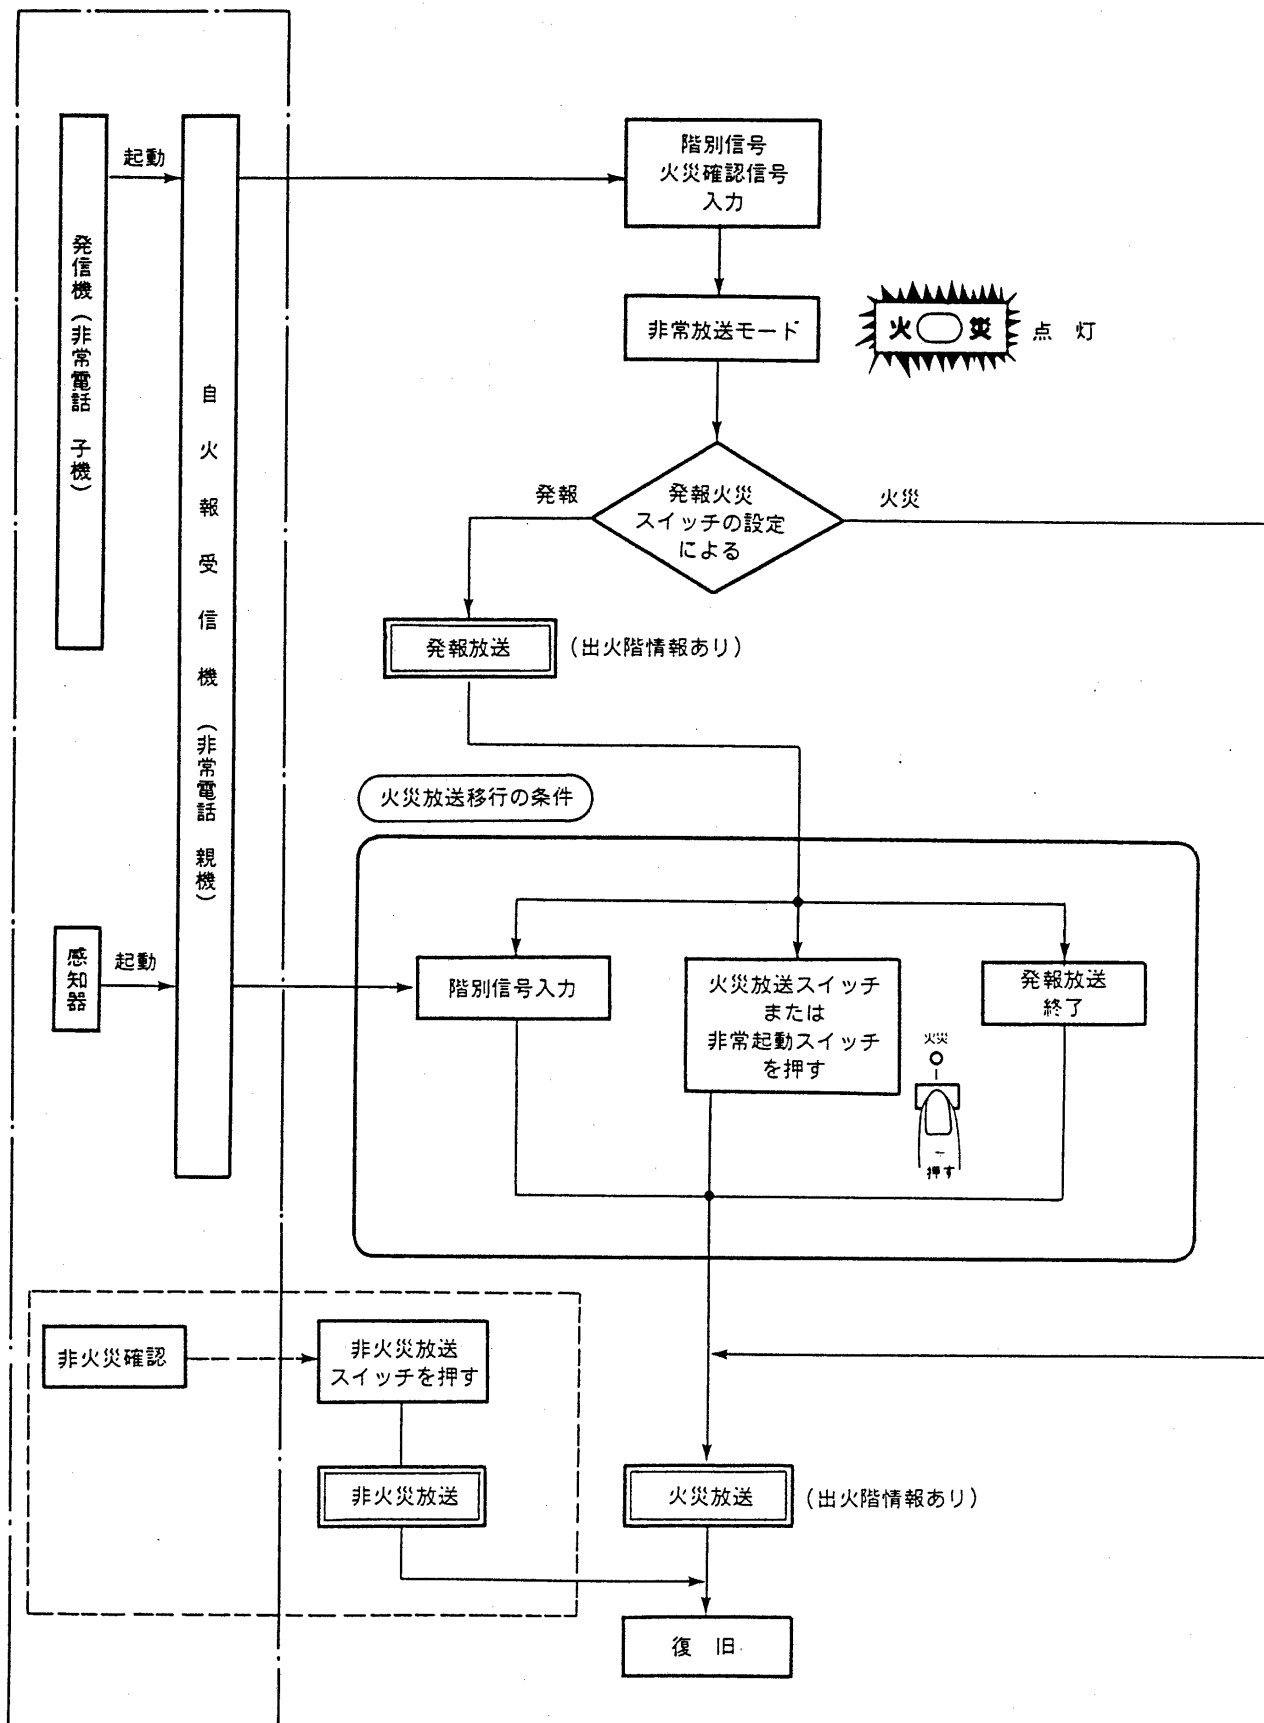 起動
階別信号
火災確認信号
入力
発信機(非常電話 子機)
自火報受信機(非常電話 親機)
非常放送モード
火災
点 灯
発報
発報火災
スイッチの設定
による
火災
発報放送
(出火階情報あり)
火災放送移行の条件
感知器
起動
階別信号入力
火災放送スイッチ
または
非常起動スイッチ
を押す
火災
押す
発報放送
終了
非火災確認
非火災放送
スイッチを押す
非火災放送
火災放送
(出火階情報あり)
復 旧